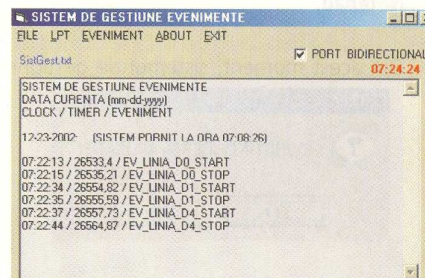 SISTEM DE GESTIUNE EVENIMENTE
FILE LPT EVENIMENT ABOUT EXIT
PORT BIDIRECTIONAL
SistGest.txt
07:24:24
SISTEM DE GESTIUNE EVENIMENTE
DATA CURENTA (mm-dd-yyyy)
CLOCK / TIMER / EVENIMENT
12-23-2002: (SISTEM PORNIT LA ORA 07:08:26)
07:22:13 / 26533,4 / EV_LINIA_D0_START
07:22:15 / 26535,21 / EV_LINIA_D0_STOP
07:22:34 / 26554,82 / EV_LINIA_D1_START
07:22:35 / 26555,59 / EV_LINIA_D1_STOP
07:22:37 / 26557,73 / EV_LINIA_D4_START
07:22:44 / 26564,87 / EV_LINIA_D4_STOP